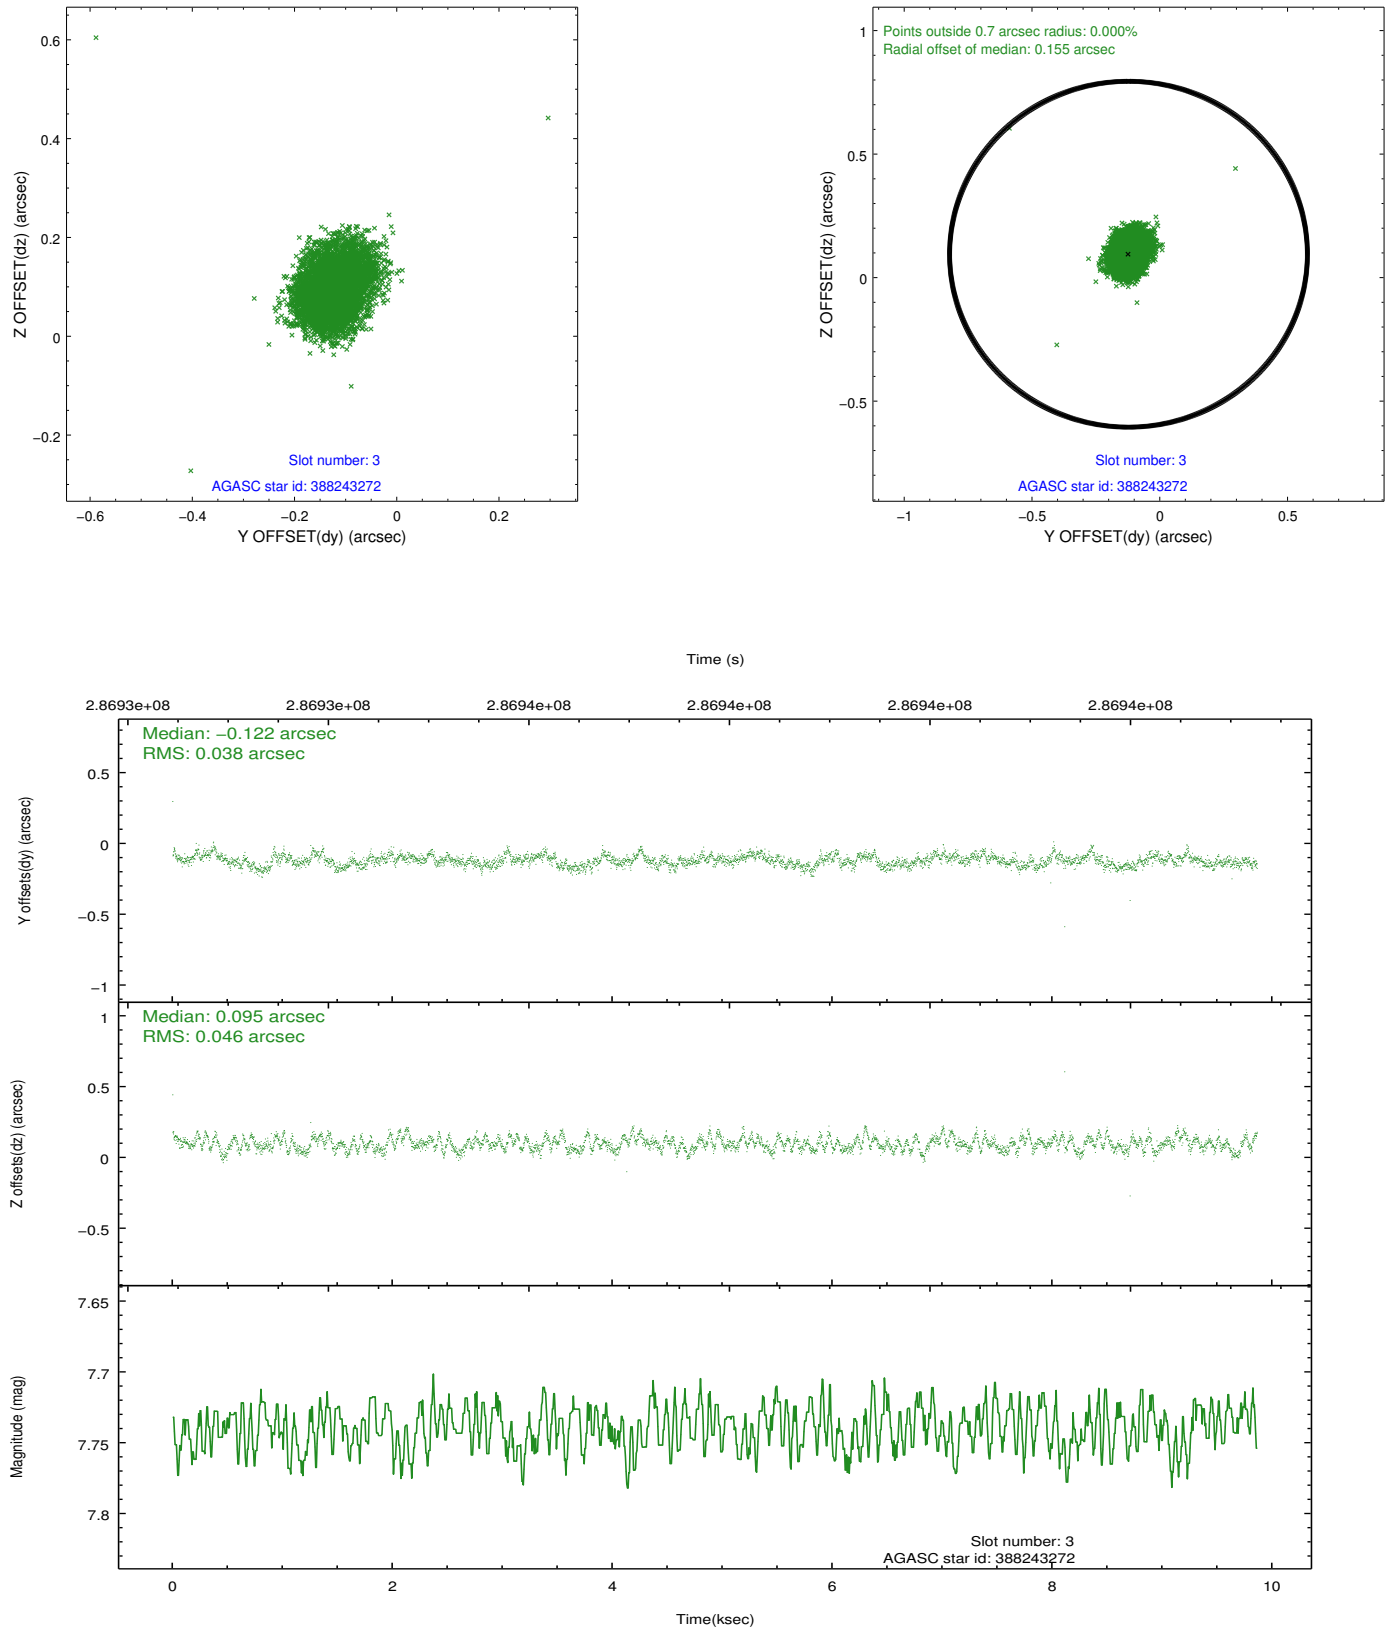 0.6
0.4
0.2
0
−0.2
Z OFFSET(dz) (arcsec)
Slot number: 3
AGASC star id: 388243272
−0.6
−0.4
−0.2
0
0.2
Y OFFSET(dy) (arcsec)
Points outside 0.7 arcsec radius: 0.000%
Radial offset of median: 0.155 arcsec
1
0.5
0
−0.5
Z OFFSET(dz) (arcsec)
Slot number: 3
AGASC star id: 388243272
−1
−0.5
0
0.5
Y OFFSET(dy) (arcsec)
Time (s)
2.8693e+08
2.8693e+08
2.8694e+08
2.8694e+08
2.8694e+08
2.8694e+08
Median: −0.122 arcsec
RMS: 0.038 arcsec
0.5
0
−0.5
−1
Y offsets(dy) (arcsec)
Median: 0.095 arcsec
RMS: 0.046 arcsec
1
0.5
0
−0.5
Z offsets(dz) (arcsec)
7.65
7.7
7.75
7.8
Magnitude (mag)
Slot number: 3
AGASC star id: 388243272
0
2
4
6
8
10
Time(ksec)